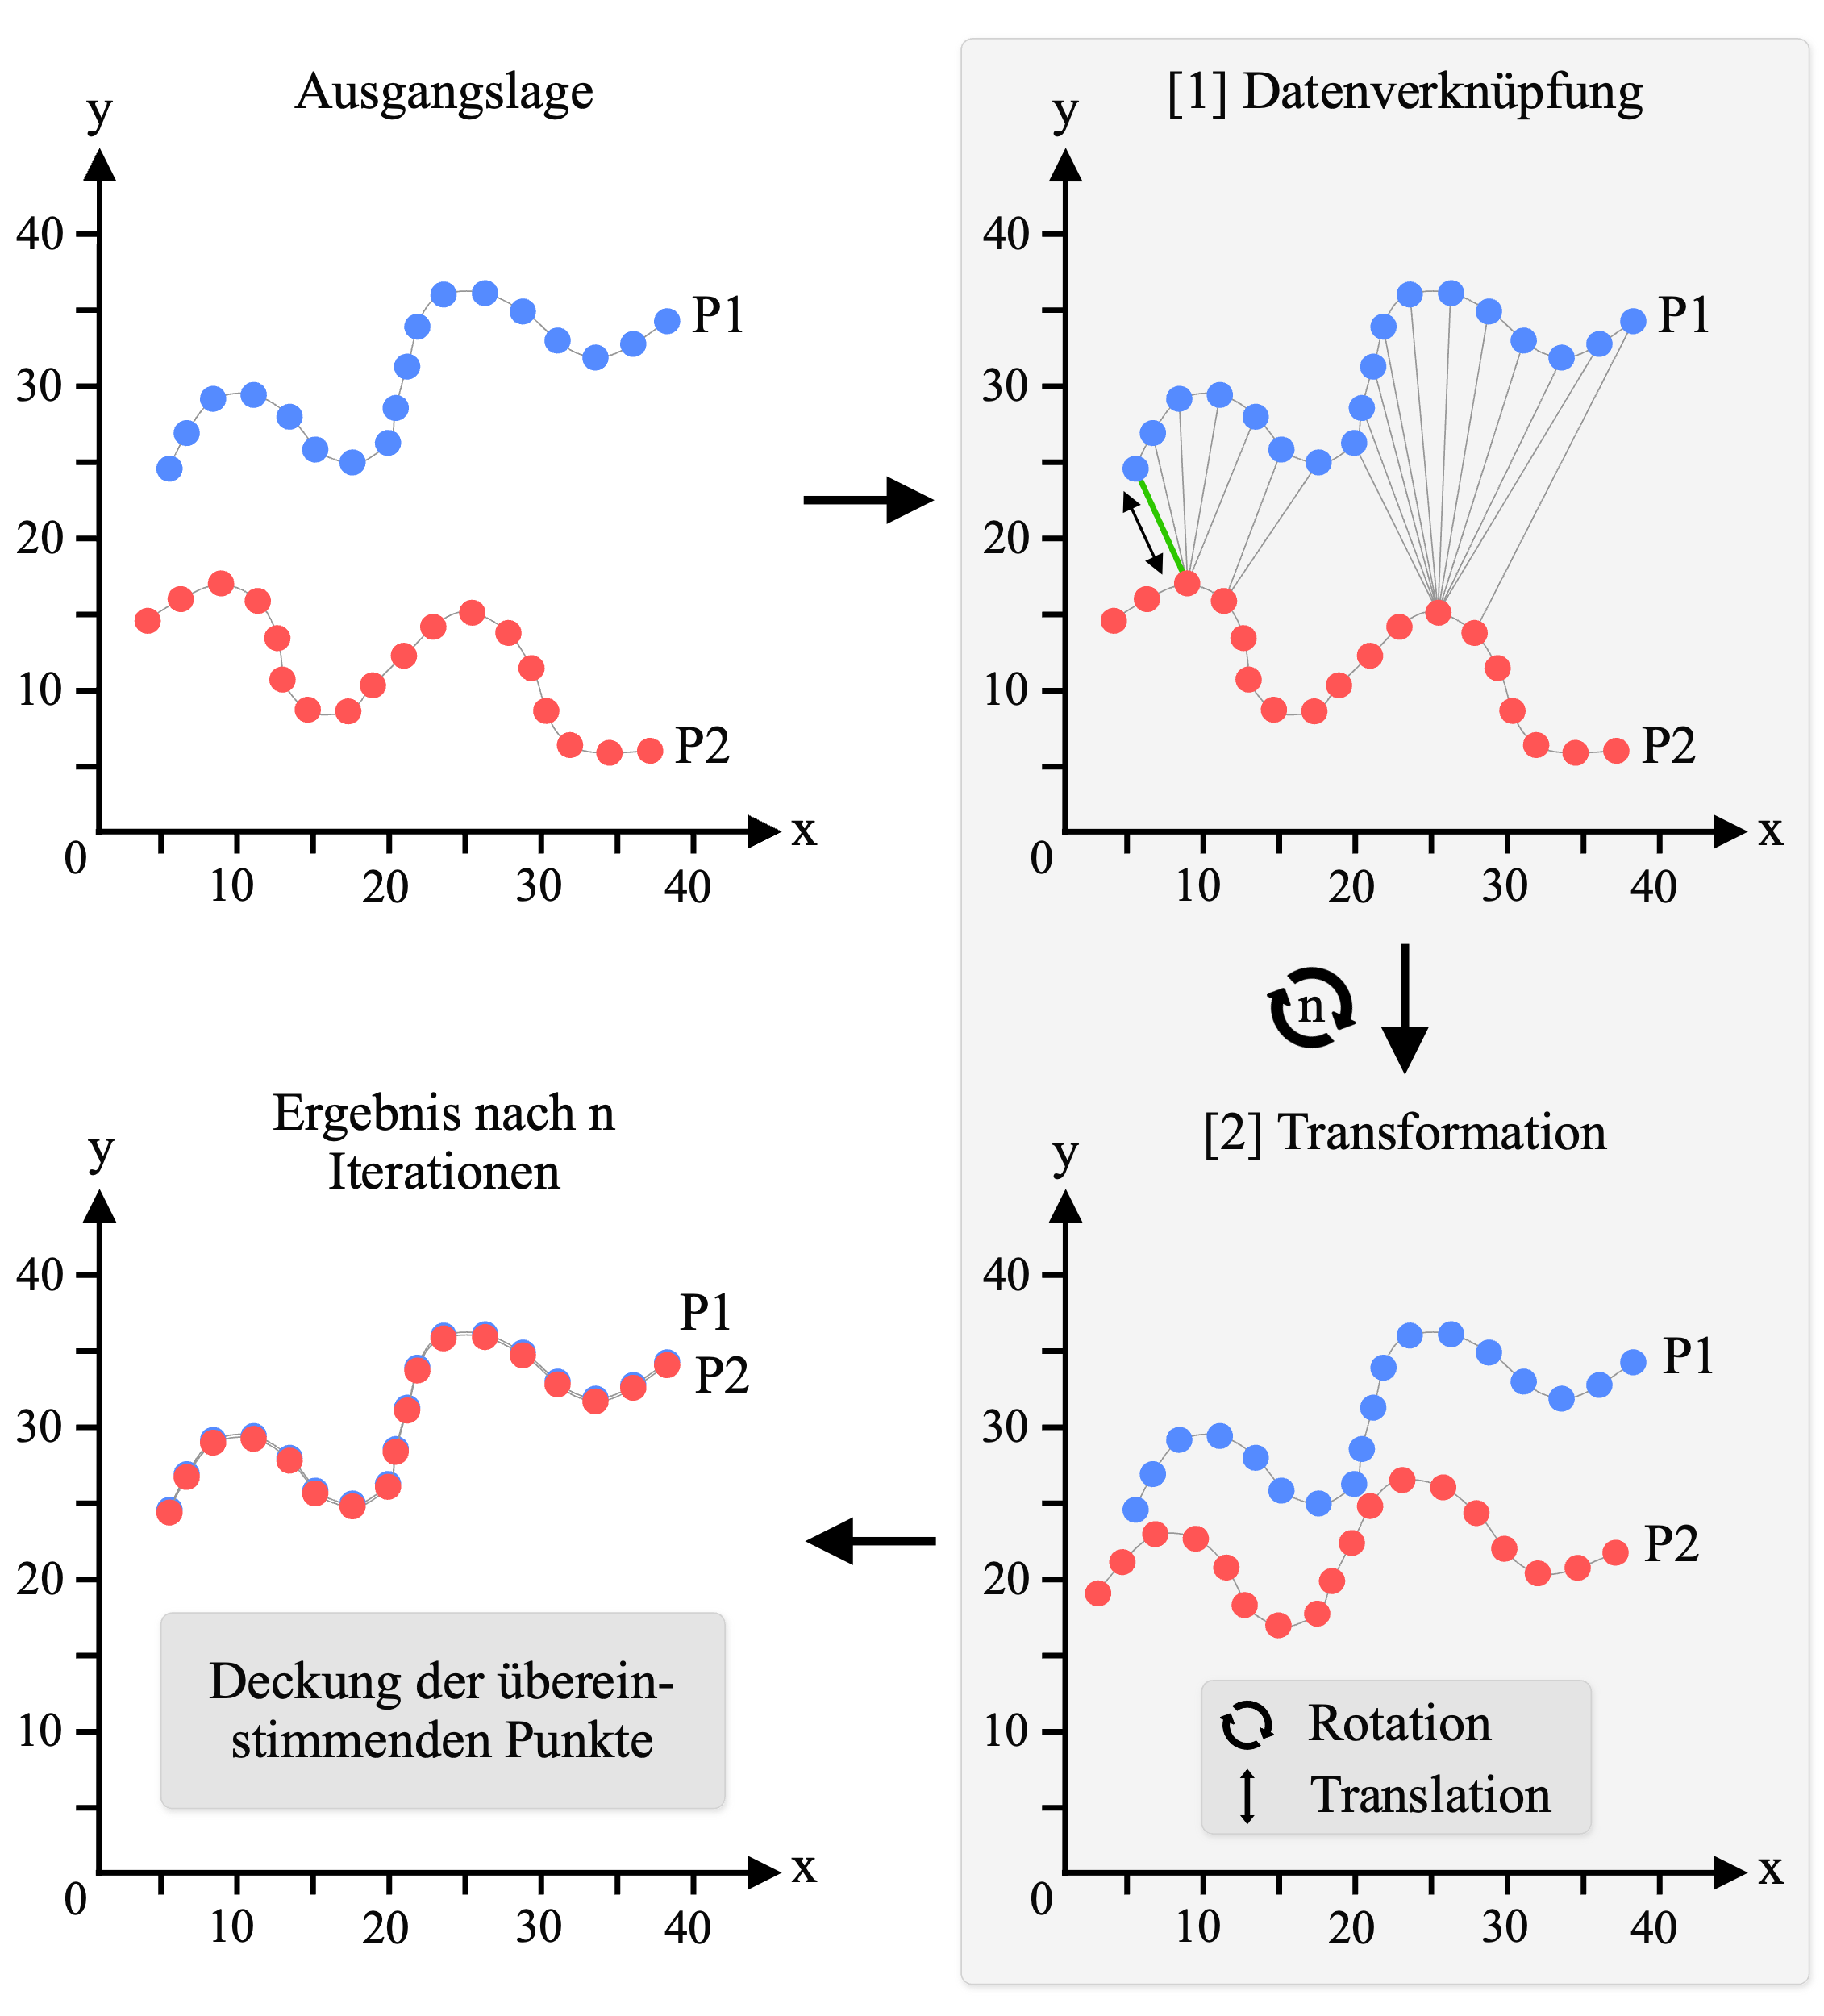 Ausgangslage
y
40
30
20
10
0
10 20 30 40
x
P1
P2
[1] Datenverknüpfung
y
40
30
20
10
0
10 20 30 40
x
P1
P2
n
[2] Transformation
y
40
30
20
10
0
10 20 30 40
x
P1
P2
Rotation
Translation
Ergebnis nach n
Iterationen
y
40
30
20
10
0
10 20 30 40
x
P1
P2
Deckung der überein-
stimmenden Punkte